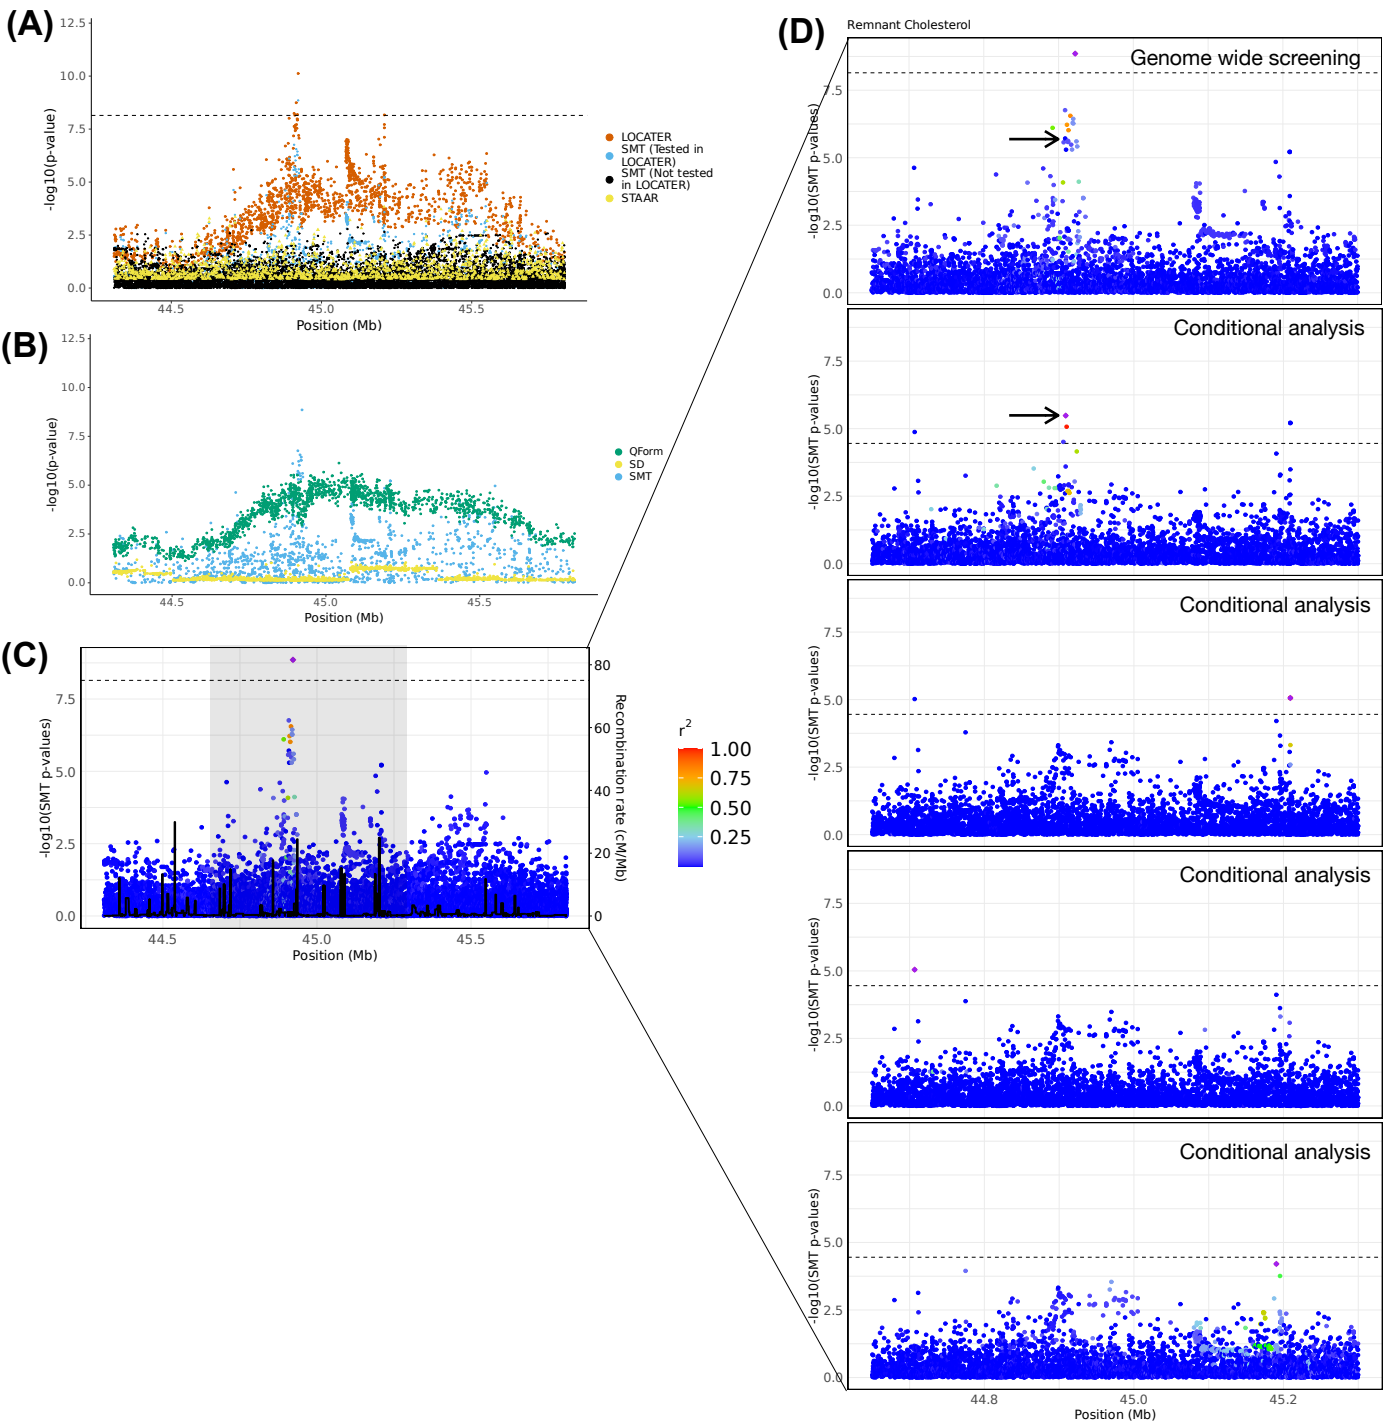 (A)
12.5
10.0
7.5
5.0
2.5
0.0
-log10(p-value)
44.5 45.0 45.5
Position (Mb)
LOCATER
SMT (Tested in
LOCATER)
SMT (Not tested
in LOCATER)
STAAR
(B)
12.5
10.0
7.5
5.0
2.5
0.0
-log10(p-value)
44.5 45.0 45.5
Position (Mb)
QForm
SD
SMT
(C)
7.5
5.0
2.5
0.0
-log10(SMT p-values)
80
60
40
20
0
Recombination rate (cM/Mb)
44.5 45.0 45.5
Position (Mb)
r2
1.00
0.75
0.50
0.25
(D)
Remnant Cholesterol
Genome wide screening
7.5
5.0
2.5
0.0
-log10(SMT p-values)
Conditional analysis
7.5
5.0
2.5
0.0
-log10(SMT p-values)
Conditional analysis
7.5
5.0
2.5
0.0
-log10(SMT p-values)
Conditional analysis
7.5
5.0
2.5
0.0
-log10(SMT p-values)
Conditional analysis
7.5
5.0
2.5
0.0
-log10(SMT p-values)
44.8 45.0 45.2
Position (Mb)